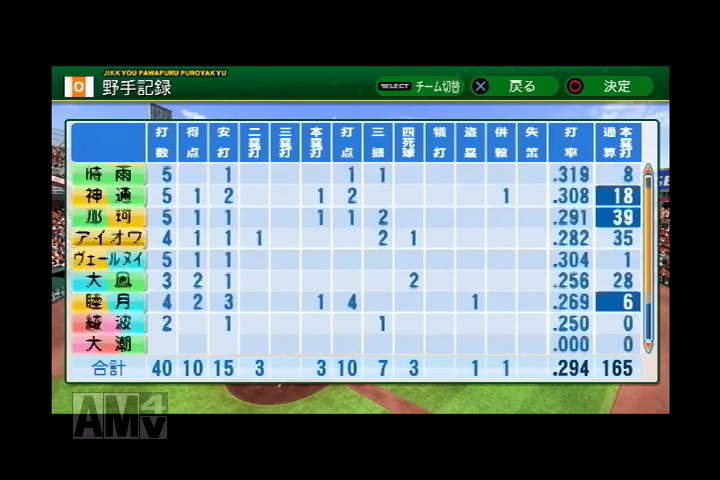 JIKKYOU PAWAFURU PUROYAKYU
O 野手記録 SELECT チーム切替 戻る 決定
打数 得点 安打 二塁打 三塁打 本塁打 打点 三振 四死球 犠打 盗塁 併殺 失策 打率 通算本塁打
時雨 5 1 1 1 .319 8
神通 5 1 2 1 2 1 .308 18
那珂 5 1 1 1 1 2 .291 39
アイオワ 4 1 1 1 2 1 .282 35
ヴェールヌイ 5 1 1 .304 1
大鳳 3 2 1 2 .256 28
睦月 4 2 3 1 4 1 .269 6
綾波 2 1 1 .250 0
大潮 .000 0
合計 40 10 15 3 3 10 7 3 1 1 .294 165
AM4v